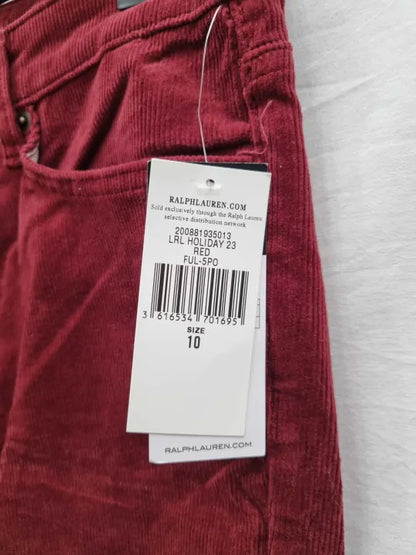 RALPHLAUREN.COM
Sold exclusively through the Ralph Lauren
selective distribution network
200881935013
LRL HOLIDAY 23
RED
FUL-5PO
3 616534 701695
SIZE
10
RALPHLAUREN.COM